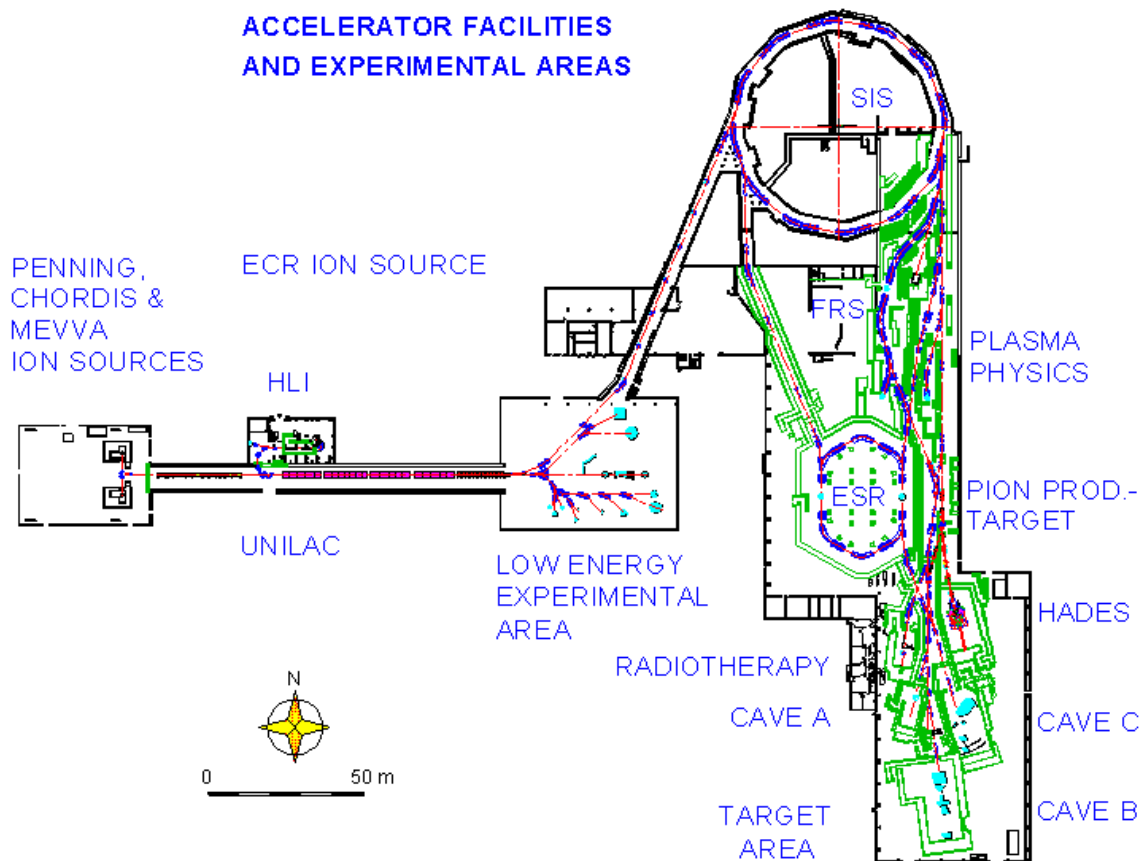 ACCELERATOR FACILITIES
AND EXPERIMENTAL AREAS
SIS
PENNING,
CHORDIS &
MEVVA
ION SOURCES
ECR ION SOURCE
HLI
FRS
PLASMA
PHYSICS
UNILAC
ESR
PION PROD.-
TARGET
LOW ENERGY
EXPERIMENTAL
AREA
HADES
RADIOTHERAPY
CAVE A
CAVE C
N
0 50 m
TARGET
AREA
CAVE B